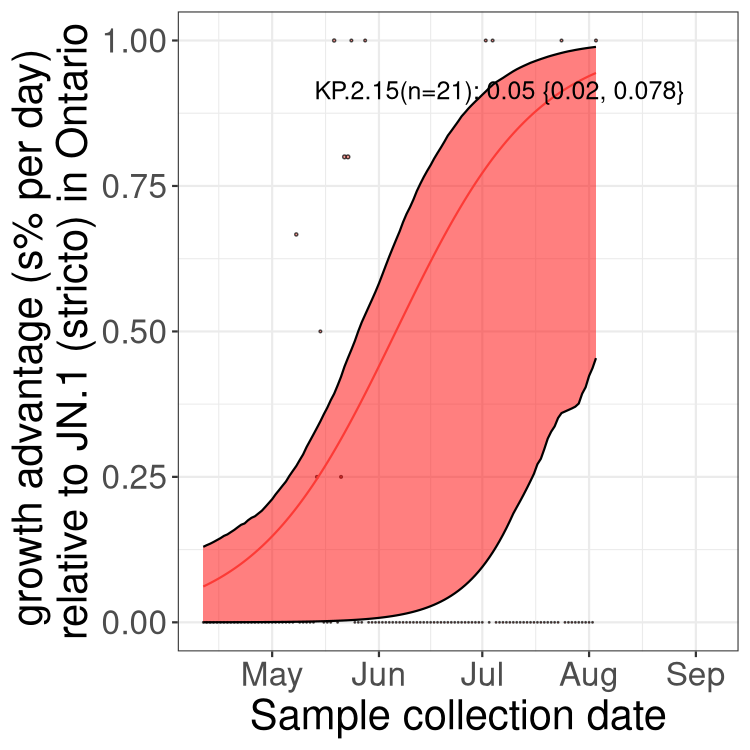 growth advantage (s% per day)
relative to JN.1 (stricto) in Ontario
1.00
0.75
0.50
0.25
0.00
KP.2.15(n=21): 0.05 {0.02, 0.078}
May Jun Jul Aug Sep
Sample collection date